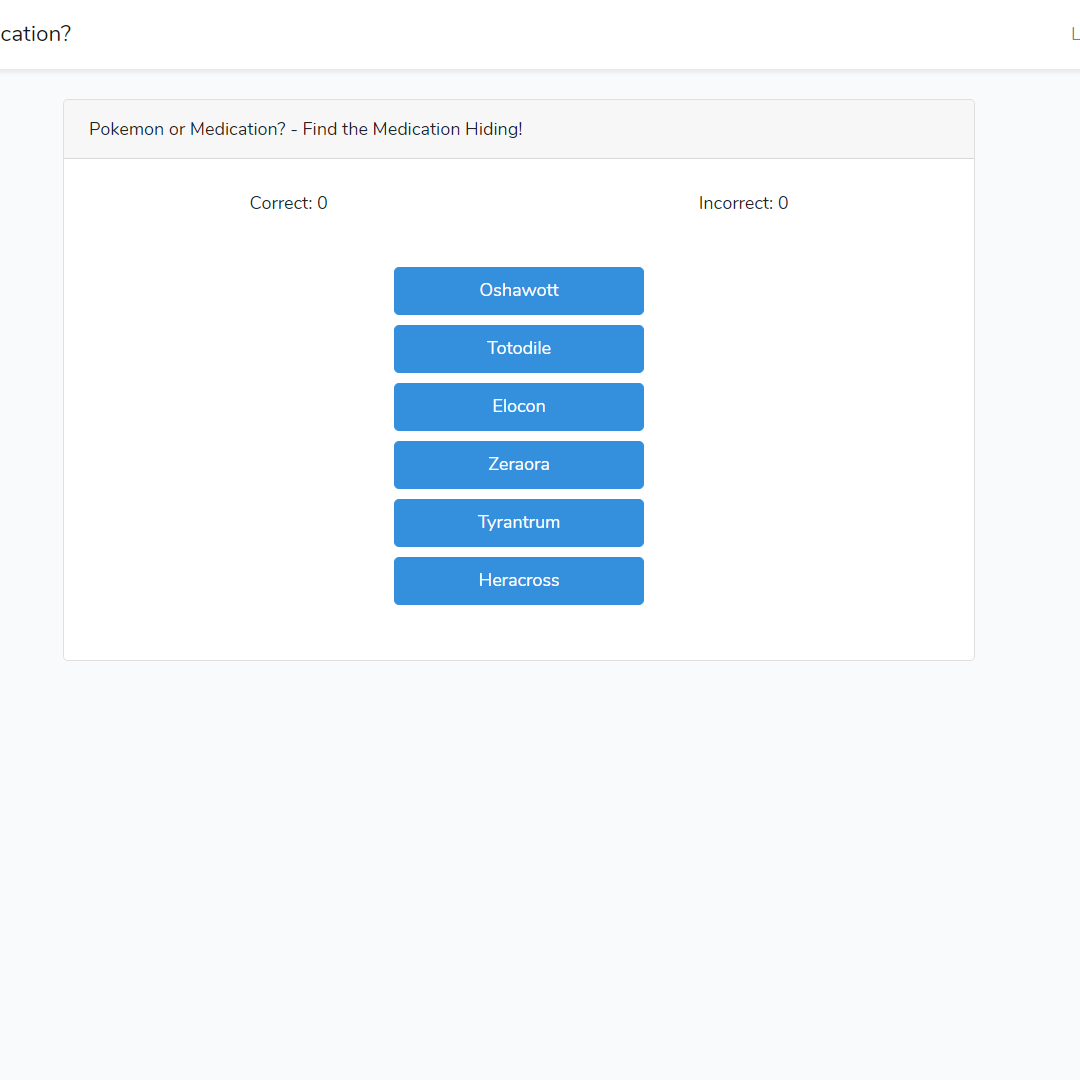 cation?
Pokemon or Medication? - Find the Medication Hiding!
Correct: 0
Incorrect: 0
Oshawott
Totodile
Elocon
Zeraora
Tyrantrum
Heracross